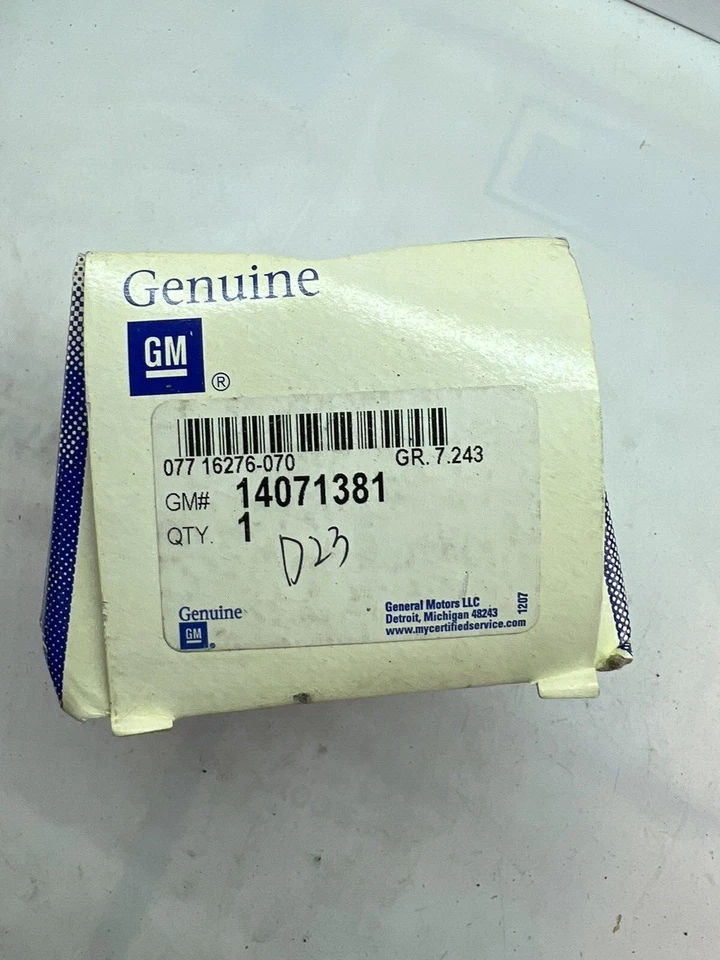 Genuine
GM
®
077 16276-070 GR. 7.243
GM# 14071381
QTY. 1
D23
Genuine
GM
General Motors LLC
Detroit, Michigan 48243
www.mycertifiedservice.com
1207